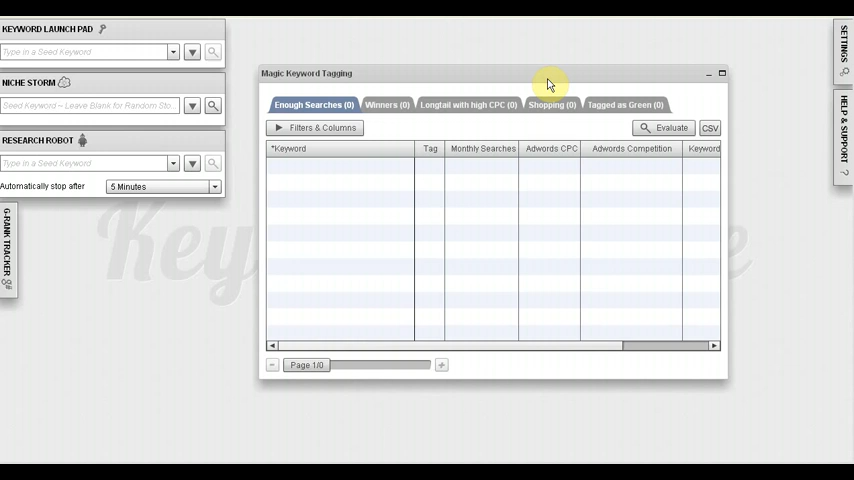 KEYWORD LAUNCH PAD
Type in a Seed Keyword
NICHE STORM
Seed Keyword – Leave Blank for Random Sto...
RESEARCH ROBOT
Type in a Seed Keyword
Automatically stop after 5 Minutes
G-RANK TRACKER
Magic Keyword Tagging
Enough Searches (0) Winners (0) Longtail with high CPC (0) Shopping (0) Tagged as Green (0)
Filters & Columns Evaluate CSV
*Keyword Tag Monthly Searches Adwords CPC Adwords Competition Keyword
Page 1/0
SETTINGS
HELP & SUPPORT ?